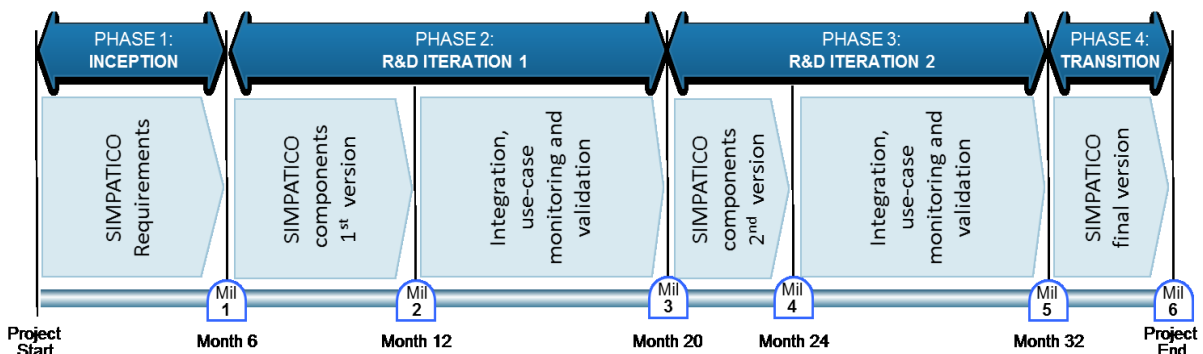 PHASE 1:
INCEPTION
PHASE 2:
R&D ITERATION 1
PHASE 3:
R&D ITERATION 2
PHASE 4:
TRANSITION
SIMPATICO
Requirements
SIMPATICO
components
1st version
Integration,
use-case
monitoring and
validation
SIMPATICO
components
2nd version
Integration,
use-case
monitoring and
validation
SIMPATICO
final version
Mil
1
Mil
2
Mil
3
Mil
4
Mil
5
Mil
6
Project
Start
Month 6
Month 12
Month 20
Month 24
Month 32
Project
End